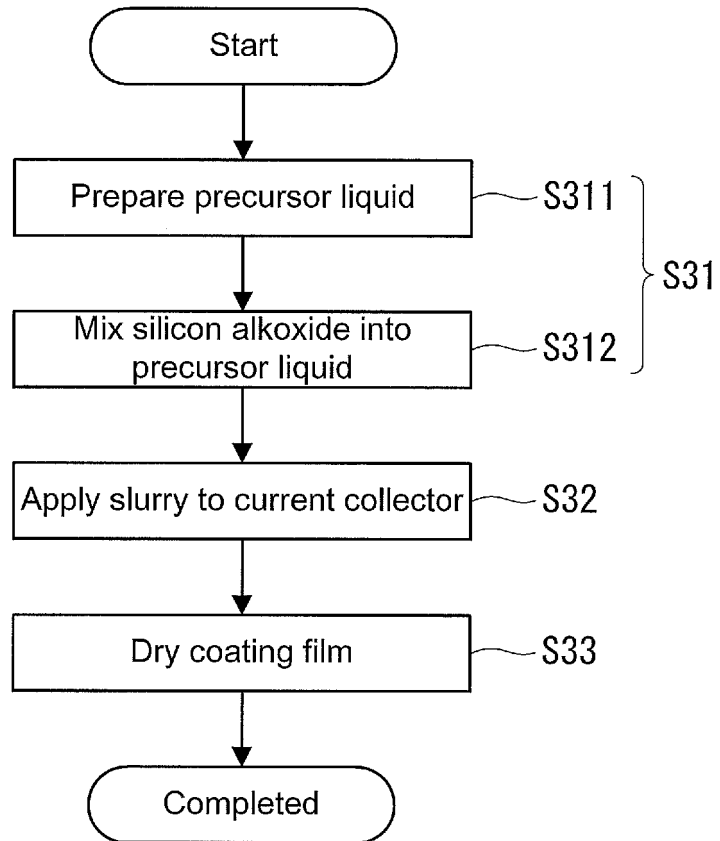 Start
Prepare precursor liquid
S311
S31
Mix silicon alkoxide into
precursor liquid
S312
Apply slurry to current collector
S32
Dry coating film
S33
Completed